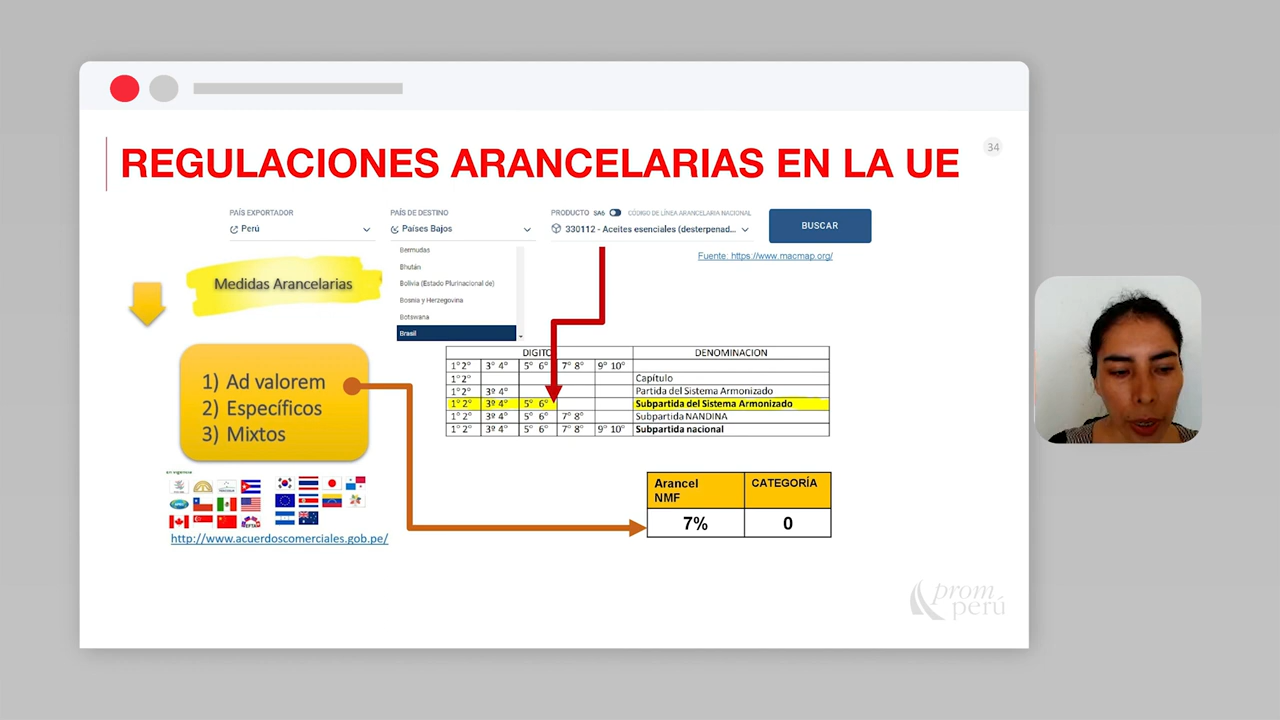 REGULACIONES ARANCELARIAS EN LA UE
34
PAÍS EXPORTADOR
Perú
PAÍS DE DESTINO
Países Bajos
PRODUCTO SA6 CÓDIGO DE LÍNEA ARANCELARIA NACIONAL
330112 - Aceites esenciales (desterpenad...
BUSCAR
Fuente: https://www.macmap.org/
Bermudas
Bhután
Bolivia (Estado Plurinacional de)
Bosnia y Herzegovina
Botswana
Brasil
Medidas Arancelarias
1) Ad valorem
2) Específicos
3) Mixtos
DIGITO DENOMINACION
1° 2° 3° 4° 5° 6° 7° 8° 9° 10°
1° 2° Capítulo
1° 2° 3° 4° Partida del Sistema Armonizado
1° 2° 3º 4° 5° 6° Subpartida del Sistema Armonizado
1° 2° 3° 4° 5° 6° 7° 8° Subpartida NANDINA
1° 2° 3º 4° 5° 6° 7° 8° 9° 10° Subpartida nacional
En vigencia
http://www.acuerdoscomerciales.gob.pe/
Arancel NMF CATEGORÍA
7% 0
prom
perú